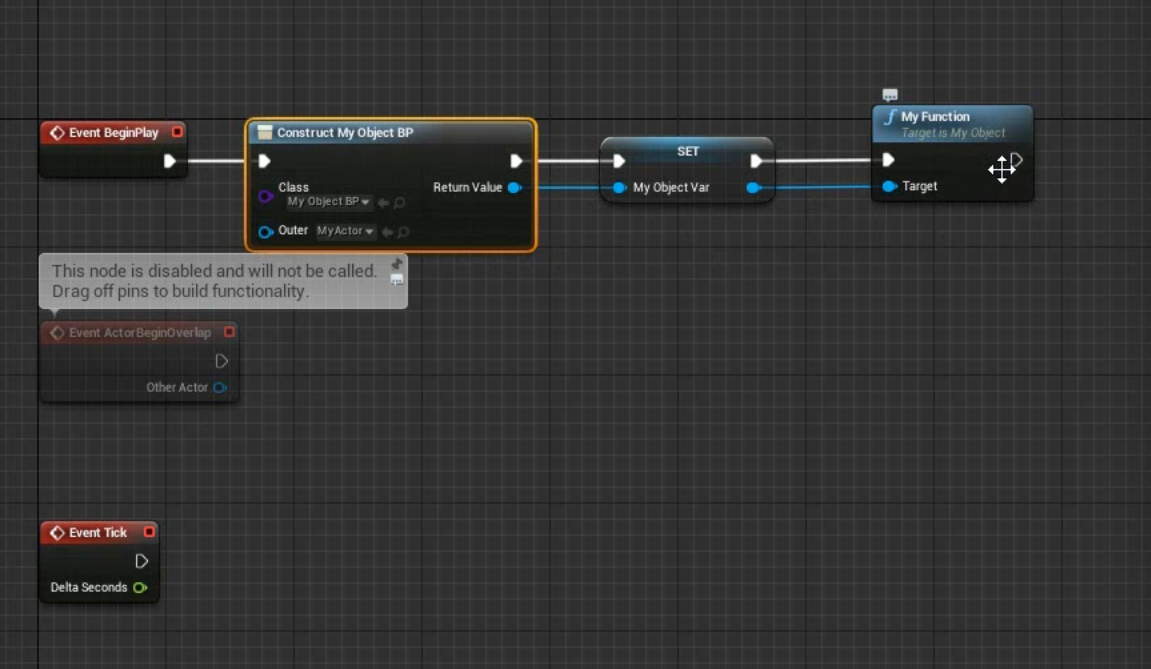 Event BeginPlay
Construct My Object BP
Class
My Object BP
Return Value
Outer MyActor
SET
My Object Var
My Function
Target is My Object
Target
This node is disabled and will not be called.
Drag off pins to build functionality.
Event ActorBeginOverlap
Other Actor
Event Tick
Delta Seconds